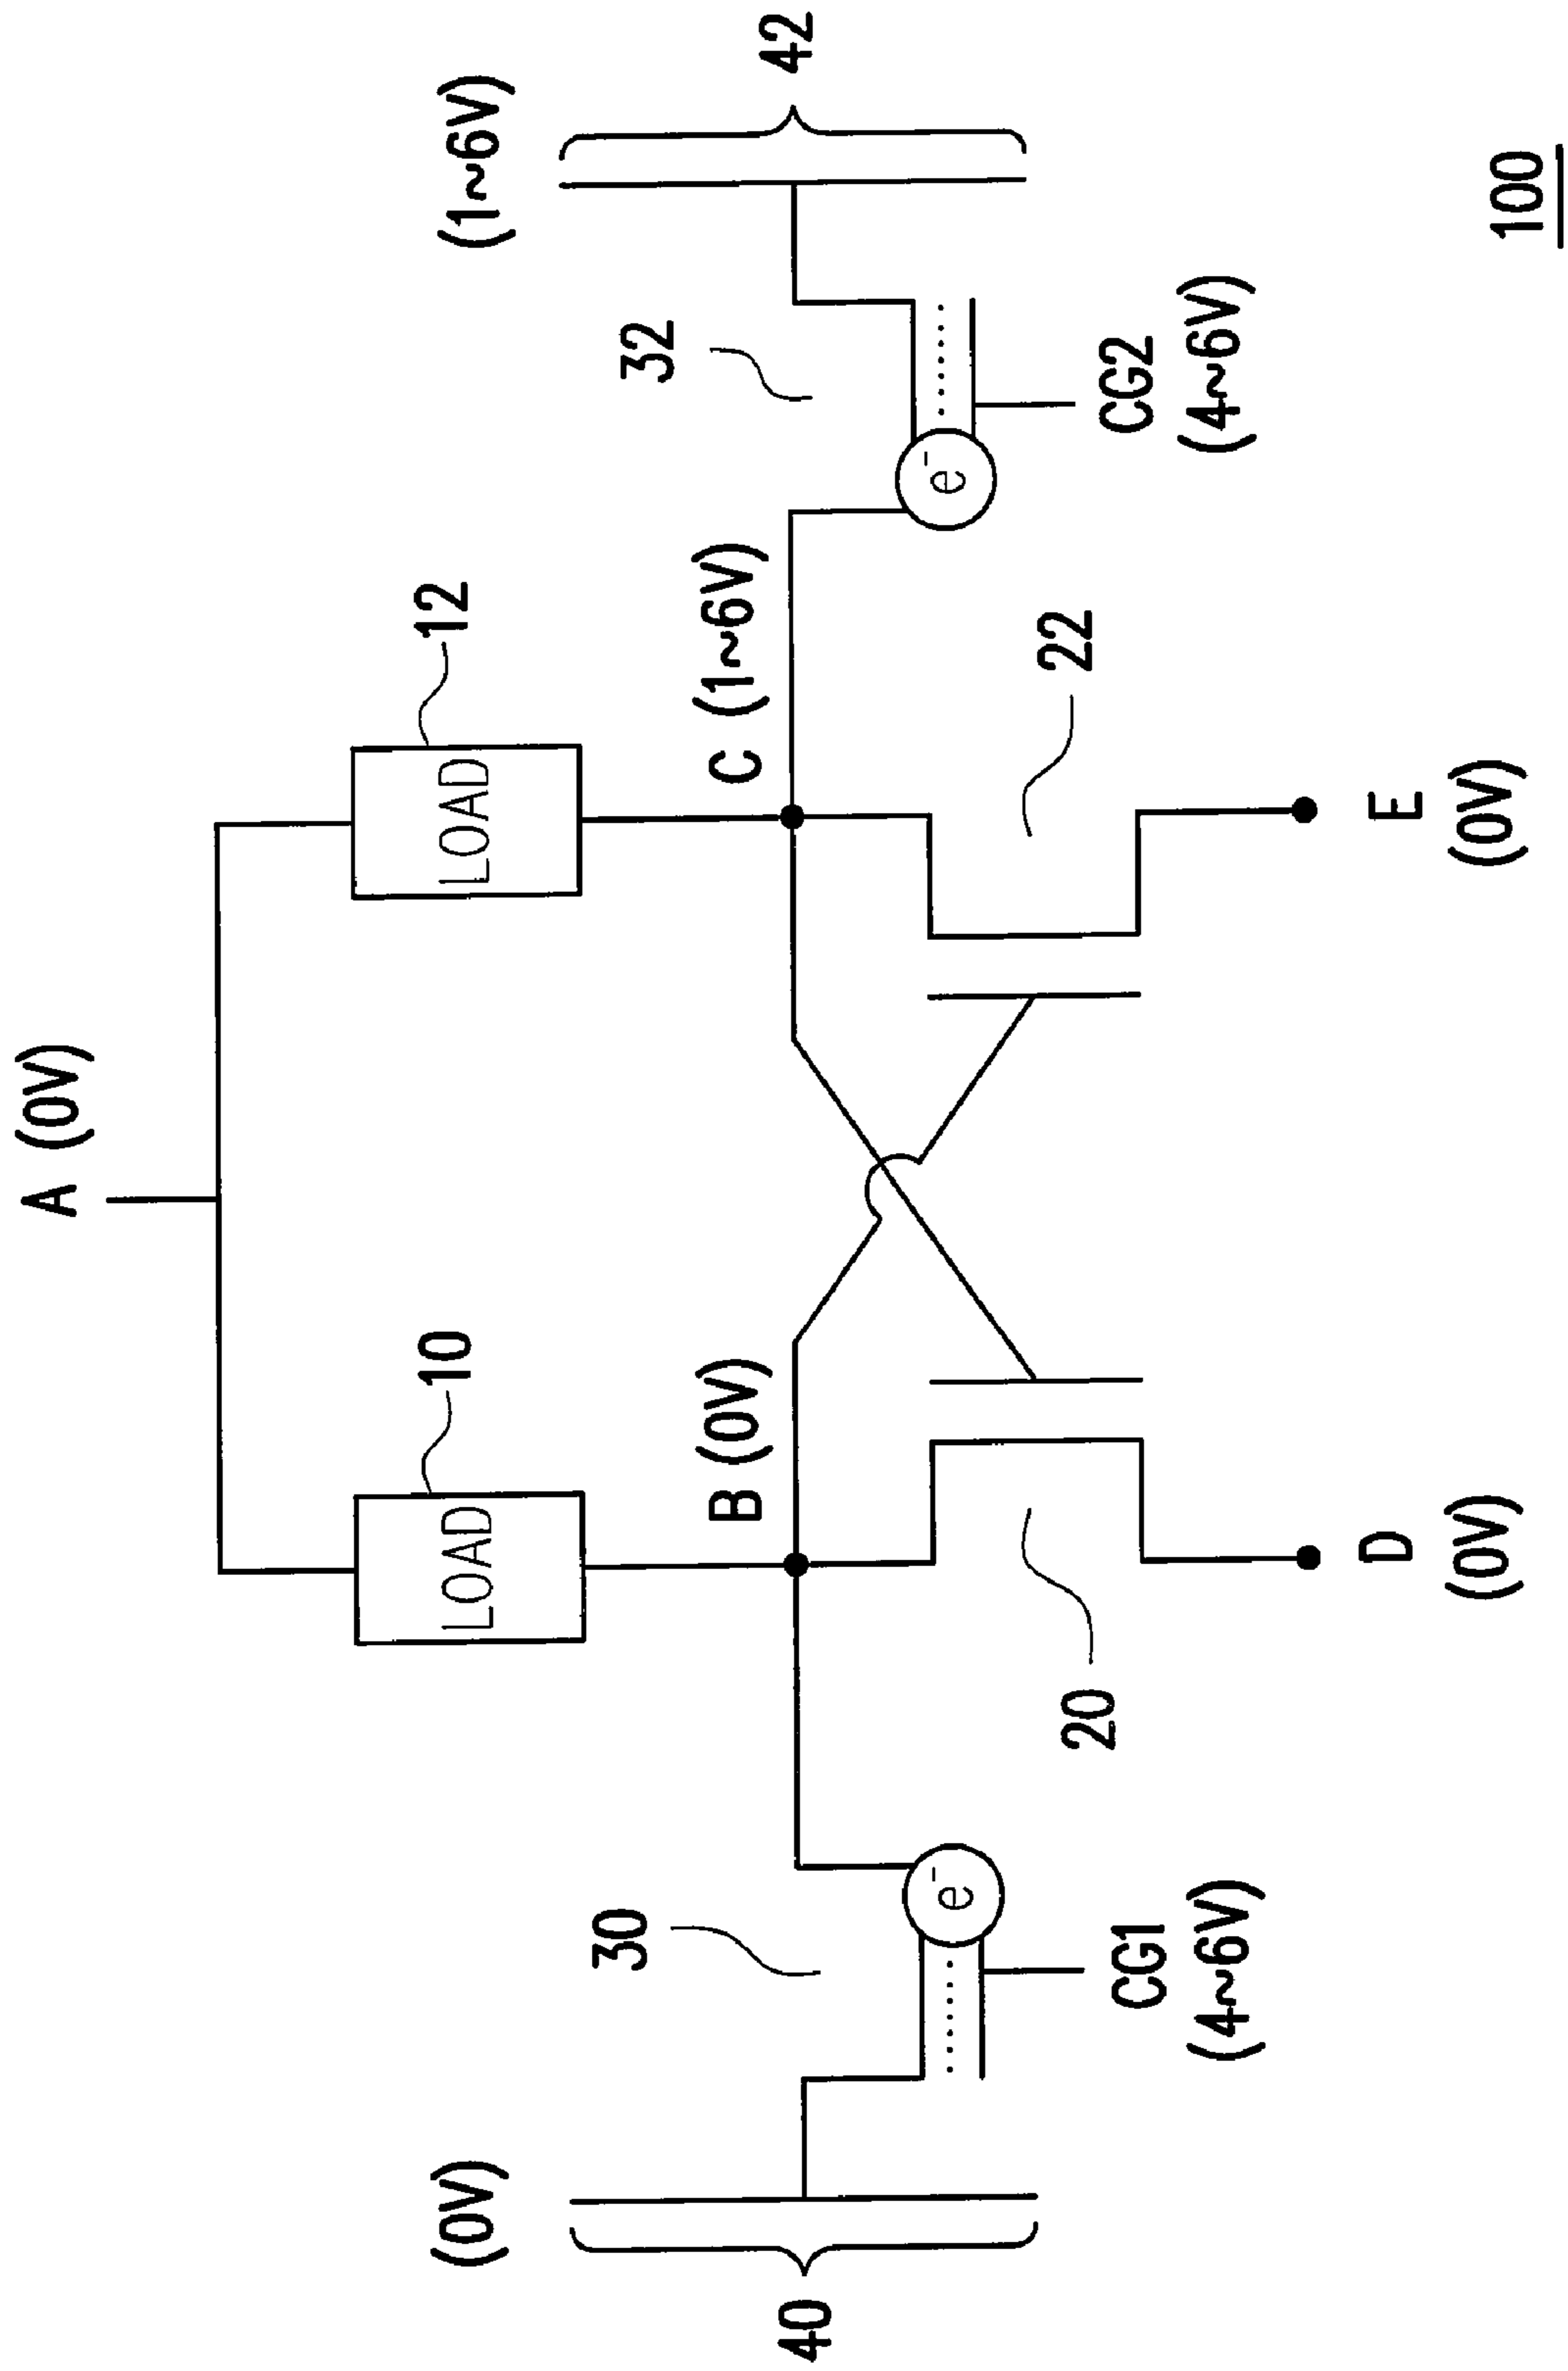 A (0V)
10
LOAD
12
LOAD
(0V)
(1~6V)
B (0V)
C (1~6V)
30
32
40
42
e⁻
e⁻
20
22
CG1
(4~6V)
CG2
(4~6V)
D
(0V)
E
(0V)
100